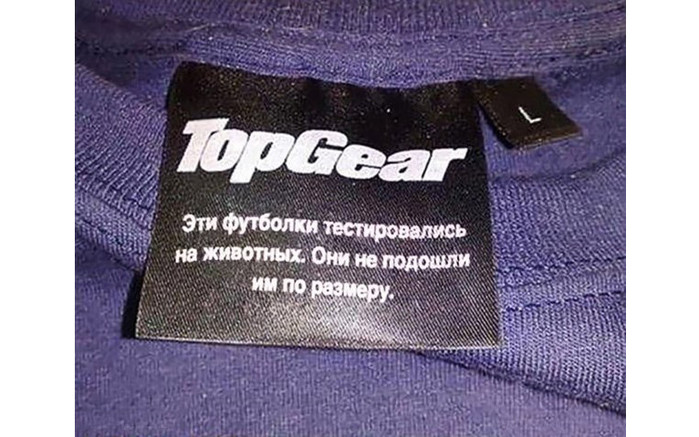 TopGear
L
Эти футболки тестировались
на животных. Они не подошли
им по размеру.